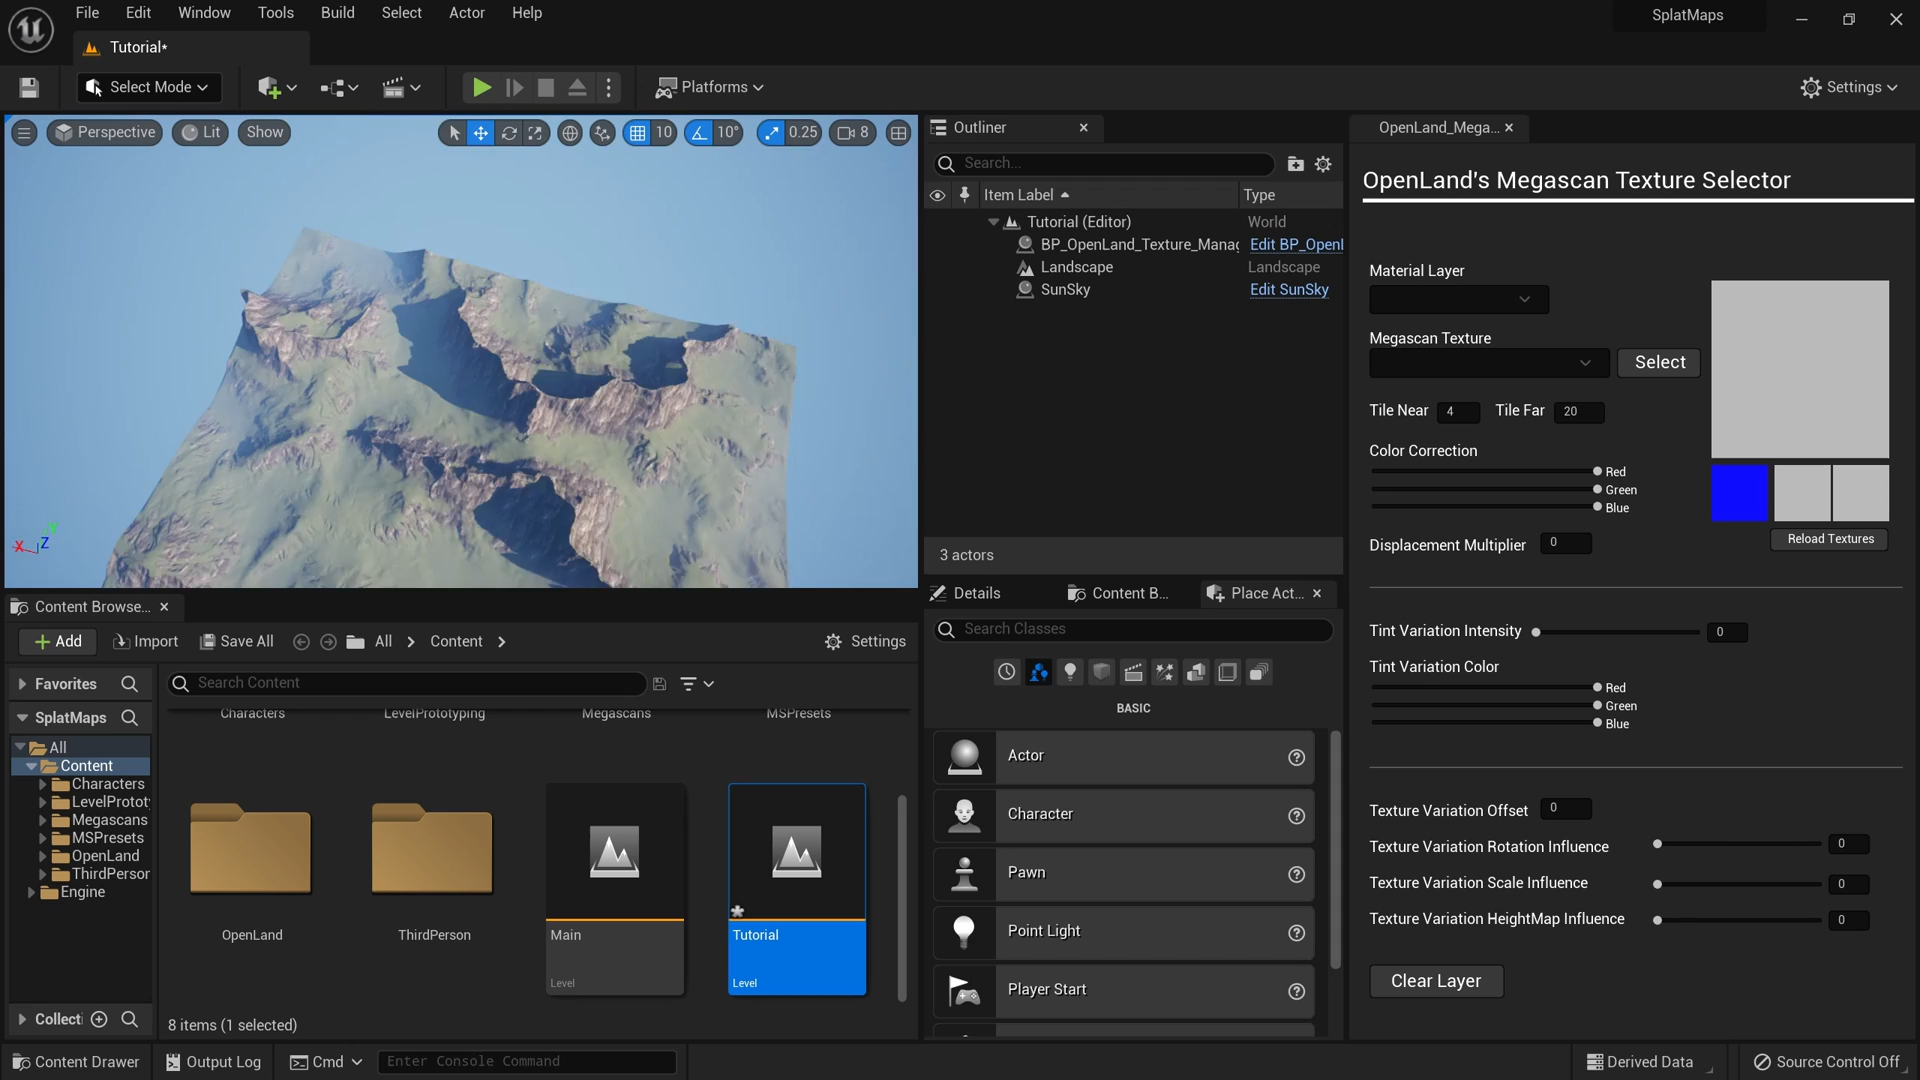 File Edit Window Tools Build Select Actor Help
SplatMaps
Tutorial*
Select Mode
Platforms
Settings
Perspective Lit Show 10 10° 0.25 8
X Y Z
Outliner
Search...
Item Label Type
Tutorial (Editor) World
BP_OpenLand_Texture_Manag Edit BP_OpenL
Landscape Landscape
SunSky Edit SunSky
3 actors
Details Content B... Place Act...
Search Classes
BASIC
Actor
Character
Pawn
Point Light
Player Start
OpenLand_Mega...
OpenLand's Megascan Texture Selector
Material Layer
Megascan Texture
Select
Tile Near 4 Tile Far 20
Color Correction
Red
Green
Blue
Reload Textures
Displacement Multiplier 0
Tint Variation Intensity 0
Tint Variation Color
Red
Green
Blue
Texture Variation Offset 0
Texture Variation Rotation Influence 0
Texture Variation Scale Influence 0
Texture Variation HeightMap Influence 0
Clear Layer
Content Browse...
Add Import Save All All Content Settings
Favorites
SplatMaps
All
Content
Characters
LevelPrototy
Megascans
MSPresets
OpenLand
ThirdPerson
Engine
Collecti
Search Content
Characters LevelPrototyping Megascans MSPresets
OpenLand ThirdPerson Main Tutorial
Level Level
8 items (1 selected)
Content Drawer Output Log Cmd Enter Console Command
Derived Data Source Control Off